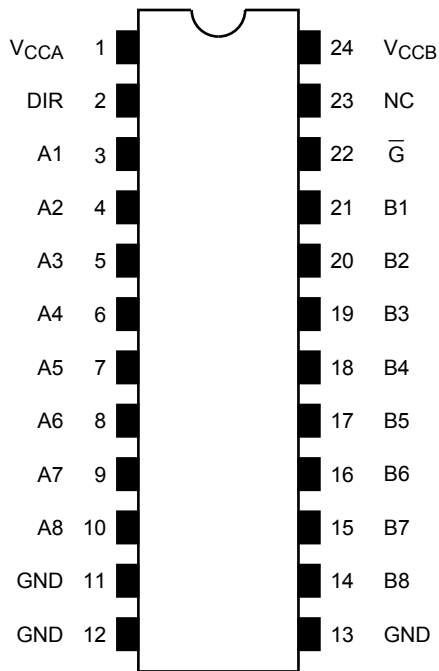 VCCA 1 24 VCCB
DIR 2 23 NC
A1 3 22 G̅
A2 4 21 B1
A3 5 20 B2
A4 6 19 B3
A5 7 18 B4
A6 8 17 B5
A7 9 16 B6
A8 10 15 B7
GND 11 14 B8
GND 12 13 GND